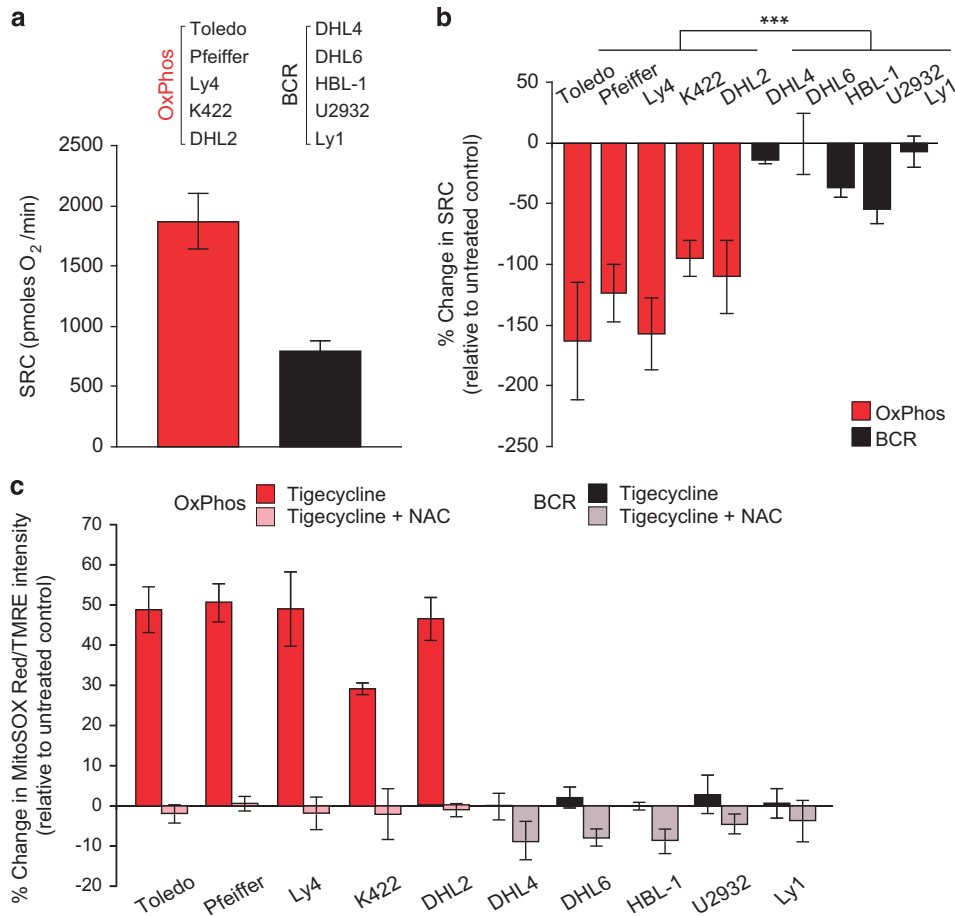 a
OxPhos
Toledo
Pfeiffer
Ly4
K422
DHL2
BCR
DHL4
DHL6
HBL-1
U2932
Ly1
SRC (pmoles O2/min)
2500
2000
1500
1000
500
0
b
***
Toledo
Pfeiffer
Ly4
K422
DHL2
DHL4
DHL6
HBL-1
U2932
Ly1
% Change in SRC
(relative to untreated control)
0
-50
-100
-150
-200
-250
OxPhos
BCR
c
OxPhos
Tigecycline
Tigecycline + NAC
BCR
Tigecycline
Tigecycline + NAC
% Change in MitoSOX Red/TMRE intensity
(relative to untreated control)
70
60
50
40
30
20
10
0
-10
-20
Toledo
Pfeiffer
Ly4
K422
DHL2
DHL4
DHL6
HBL-1
U2932
Ly1